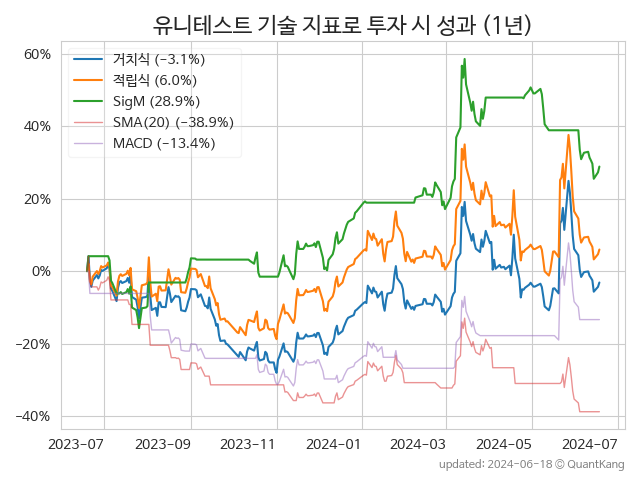 유니테스트 기술 지표로 투자 시 성과 (1년)
60%
거치식 (−3.1%)
적립식 (6.0%)
SigM (28.9%)
SMA(20) (−38.9%)
MACD (−13.4%)
40%
20%
0%
−20%
−40%
2023-07 2023-09 2023-11 2024-01 2024-03 2024-05 2024-07
updated: 2024-06-18 © QuantKang